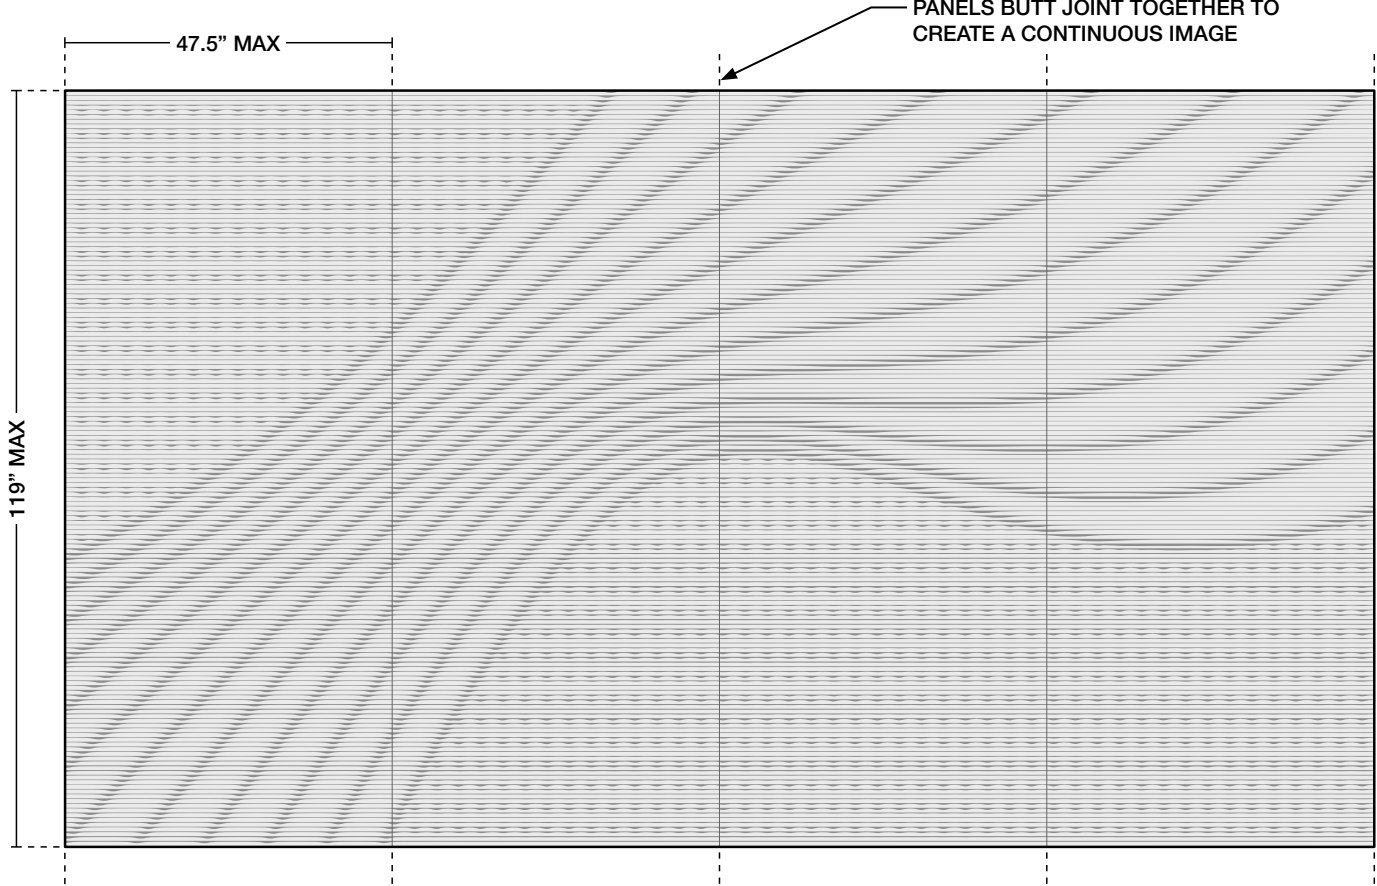 PANELS BUTT JOINT TOGETHER TO
CREATE A CONTINUOUS IMAGE
47.5” MAX
119” MAX